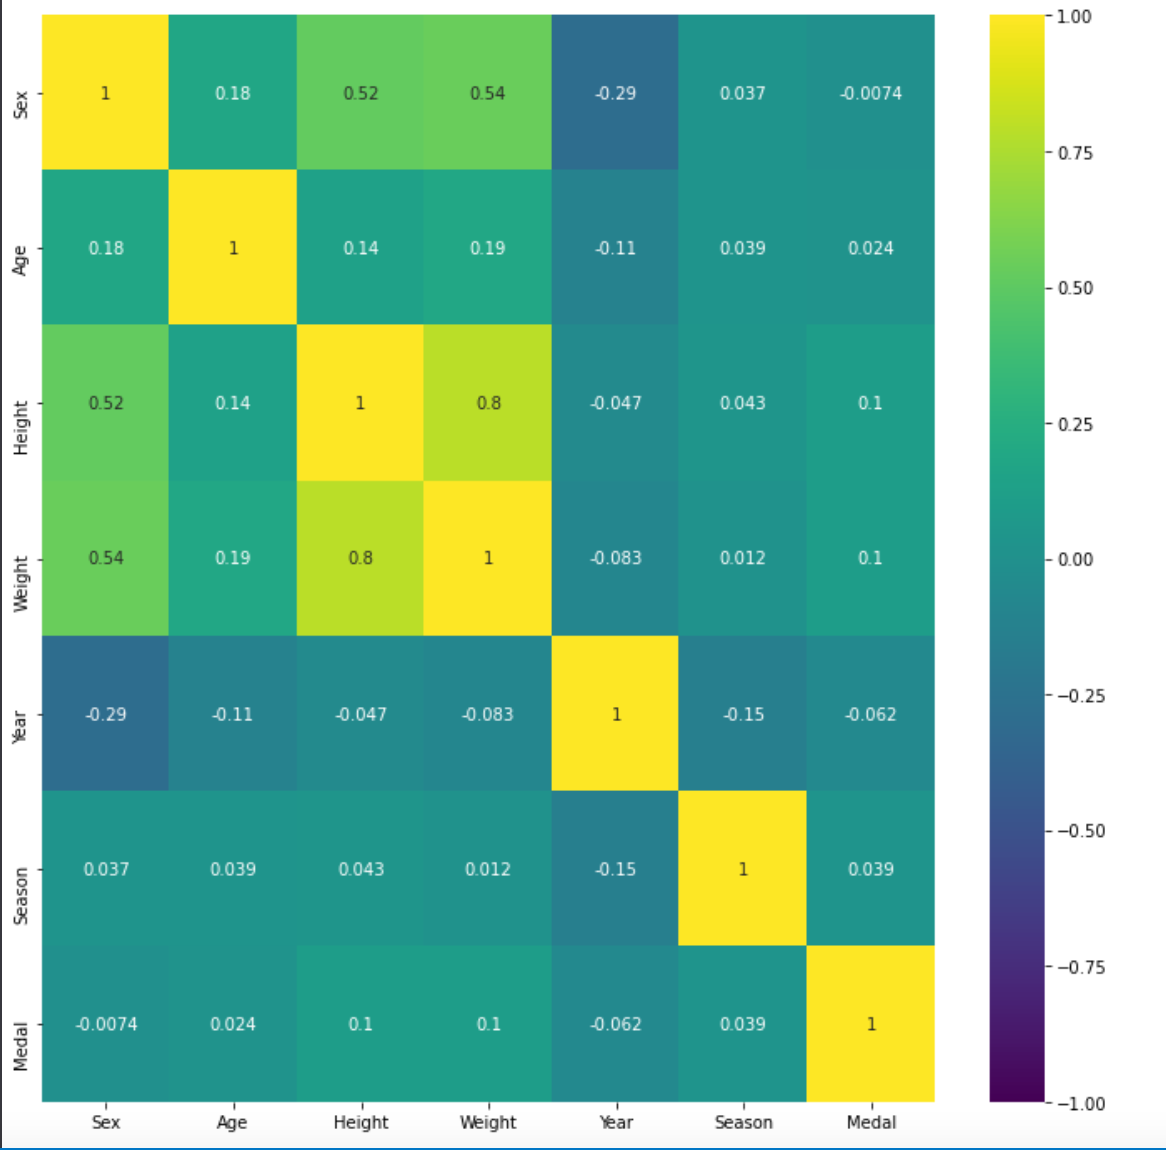 Sex 1 0.18 0.52 0.54 -0.29 0.037 -0.0074
Age 0.18 1 0.14 0.19 -0.11 0.039 0.024
Height 0.52 0.14 1 0.8 -0.047 0.043 0.1
Weight 0.54 0.19 0.8 1 -0.083 0.012 0.1
Year -0.29 -0.11 -0.047 -0.083 1 -0.15 -0.062
Season 0.037 0.039 0.043 0.012 -0.15 1 0.039
Medal -0.0074 0.024 0.1 0.1 -0.062 0.039 1
Sex Age Height Weight Year Season Medal
1.00
0.75
0.50
0.25
0.00
−0.25
−0.50
−0.75
−1.00